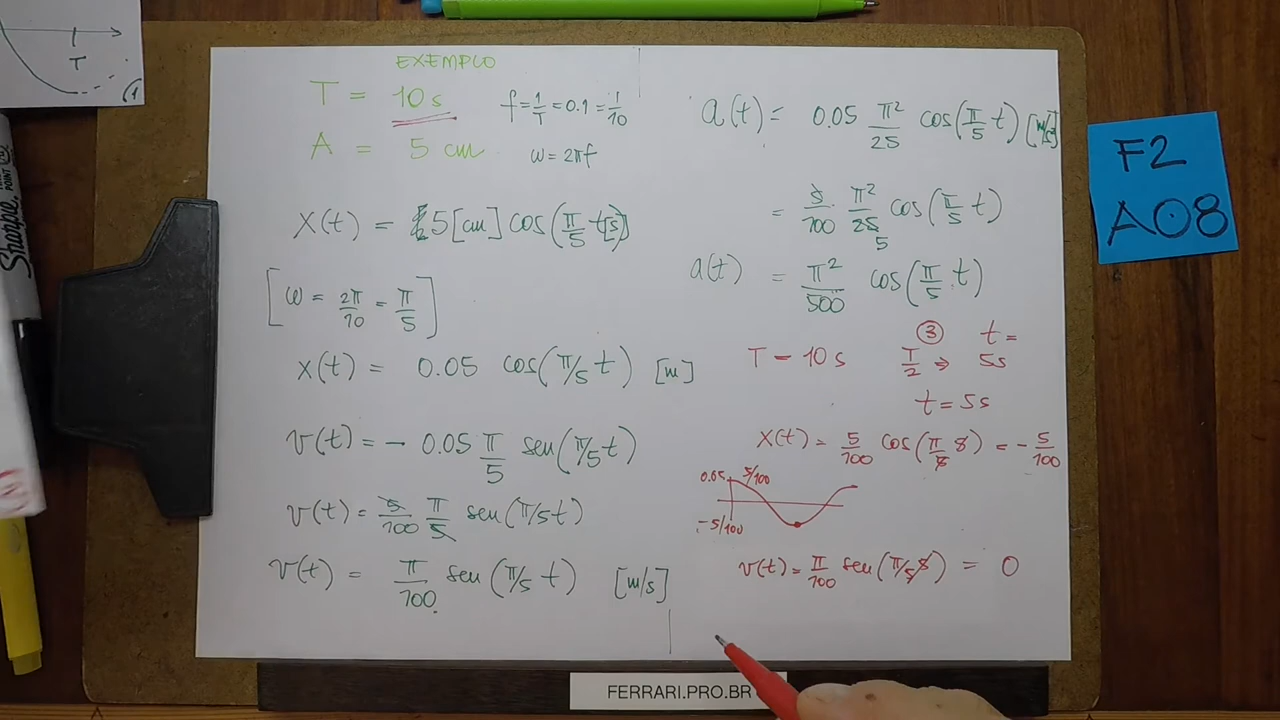 EXEMPLO
T = 10 s
f = 1/T = 0.1 = 1/10
A = 5 cm
ω = 2πf
X(t) = 5[cm] cos(π/5 t[s])
[ω = 2π/10 = π/5]
x(t) = 0.05 cos(π/5 t) [m]
v(t) = - 0.05 π/5 sen(π/5 t)
v(t) = 5/100 π/5 sen(π/5 t)
v(t) = π/100 sen(π/5 t) [m/s]
a(t) = 0.05 π²/25 cos(π/5 t) [m/s²]
= 5/100 · π²/25 cos(π/5 t)
5
a(t) = π²/500 cos(π/5 t)
③ t =
T - 10 s T/2 → 5s
t = 5s
X(t) = 5/100 cos(π/5 5) = - 5/100
0.05 5/100
-5/100
v(t) = π/100 sen(π/5 5) = 0
F2
A08
T
(1
Sharpie
FERRARI.PRO.BR